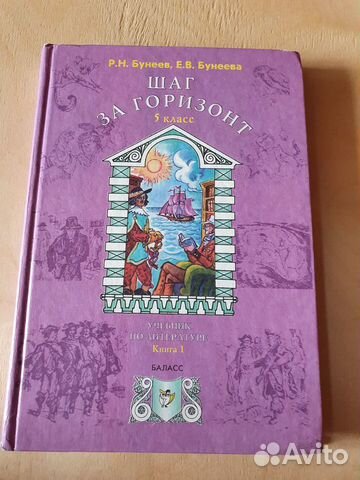 Р.Н. Бунеев, Е.В. Бунеева
ШАГ
ЗА ГОРИЗОНТ
5 класс
УЧЕБНИК
ПО ЛИТЕРАТУРЕ
Книга 1
БАЛАСС
Avito